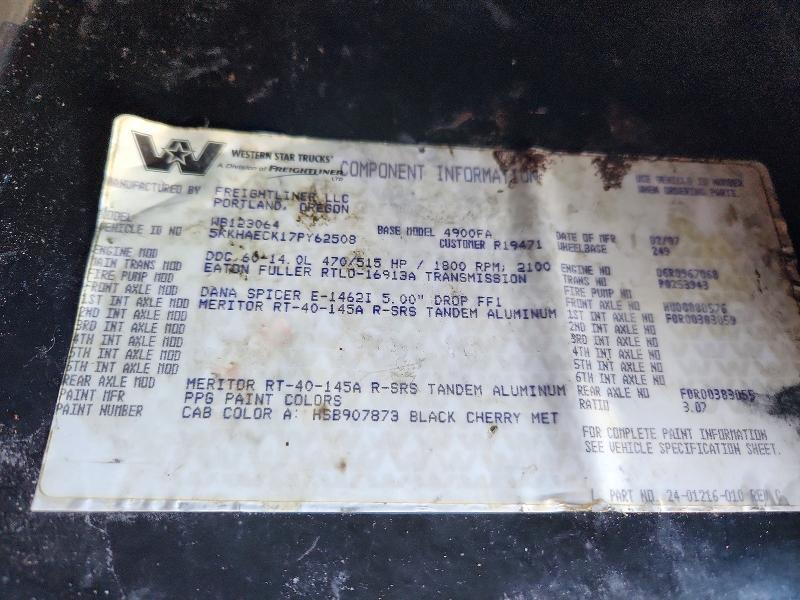 WESTERN STAR TRUCKS
A Division of FREIGHTLINER LTD
COMPONENT INFORMATION
USE VEHICLE ID NUMBER
WHEN ORDERING PARTS.
MANUFACTURED BY FREIGHTLINER LLC
PORTLAND, OREGON
MODEL WB123064 BASE MODEL 4900FA DATE OF MFR 02/07
VEHICLE ID NO 5KKHAECK17PY62508 CUSTOMER R19471 WHEELBASE 249
ENGINE MOD DDC 60-14.0L 470/515 HP / 1800 RPM; 2100 ENGINE NO 06R0967068
MAIN TRANS MOD EATON FULLER RTLO-16913A TRANSMISSION TRANS NO P0253943
FIRE PUMP MOD FIRE PUMP NO
FRONT AXLE MOD DANA SPICER E-1462I 5.00" DROP FF1 FRONT AXLE NO
1ST INT AXLE MOD MERITOR RT-40-145A R-SRS TANDEM ALUMINUM 1ST INT AXLE NO F0R00383059
2ND INT AXLE MOD 2ND INT AXLE NO
3RD INT AXLE MOD 3RD INT AXLE NO
4TH INT AXLE MOD 4TH INT AXLE NO
5TH INT AXLE MOD 5TH INT AXLE NO
6TH INT AXLE MOD 6TH INT AXLE NO
REAR AXLE MOD MERITOR RT-40-145A R-SRS TANDEM ALUMINUM REAR AXLE NO F0R00383055
PAINT MFR PPG PAINT COLORS RATIO 3.07
PAINT NUMBER CAB COLOR A: HSB907873 BLACK CHERRY MET
FOR COMPLETE PAINT INFORMATION
SEE VEHICLE SPECIFICATION SHEET.
PART NO. 24-01216-010 REV